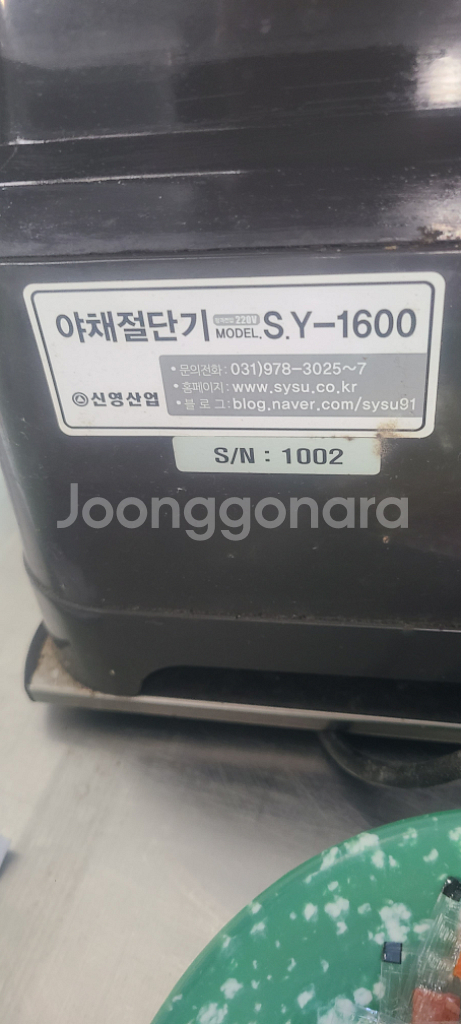 야채절단기 220V MODEL. S.Y-1600
• 문의전화 : 031)978-3025~7
• 홈페이지 : www.sysu.co.kr
• 블로그 : blog.naver.com/sysu91
신영산업
S/N : 1002
Joonggonara